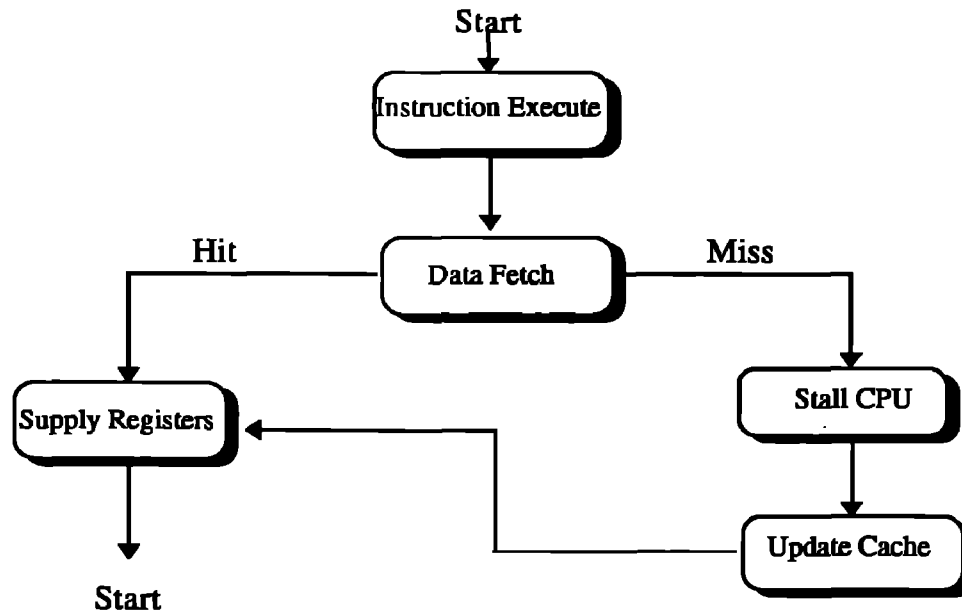 Start
Instruction Execute
Hit
Miss
Data Fetch
Supply Registers
Stall CPU
Update Cache
Start